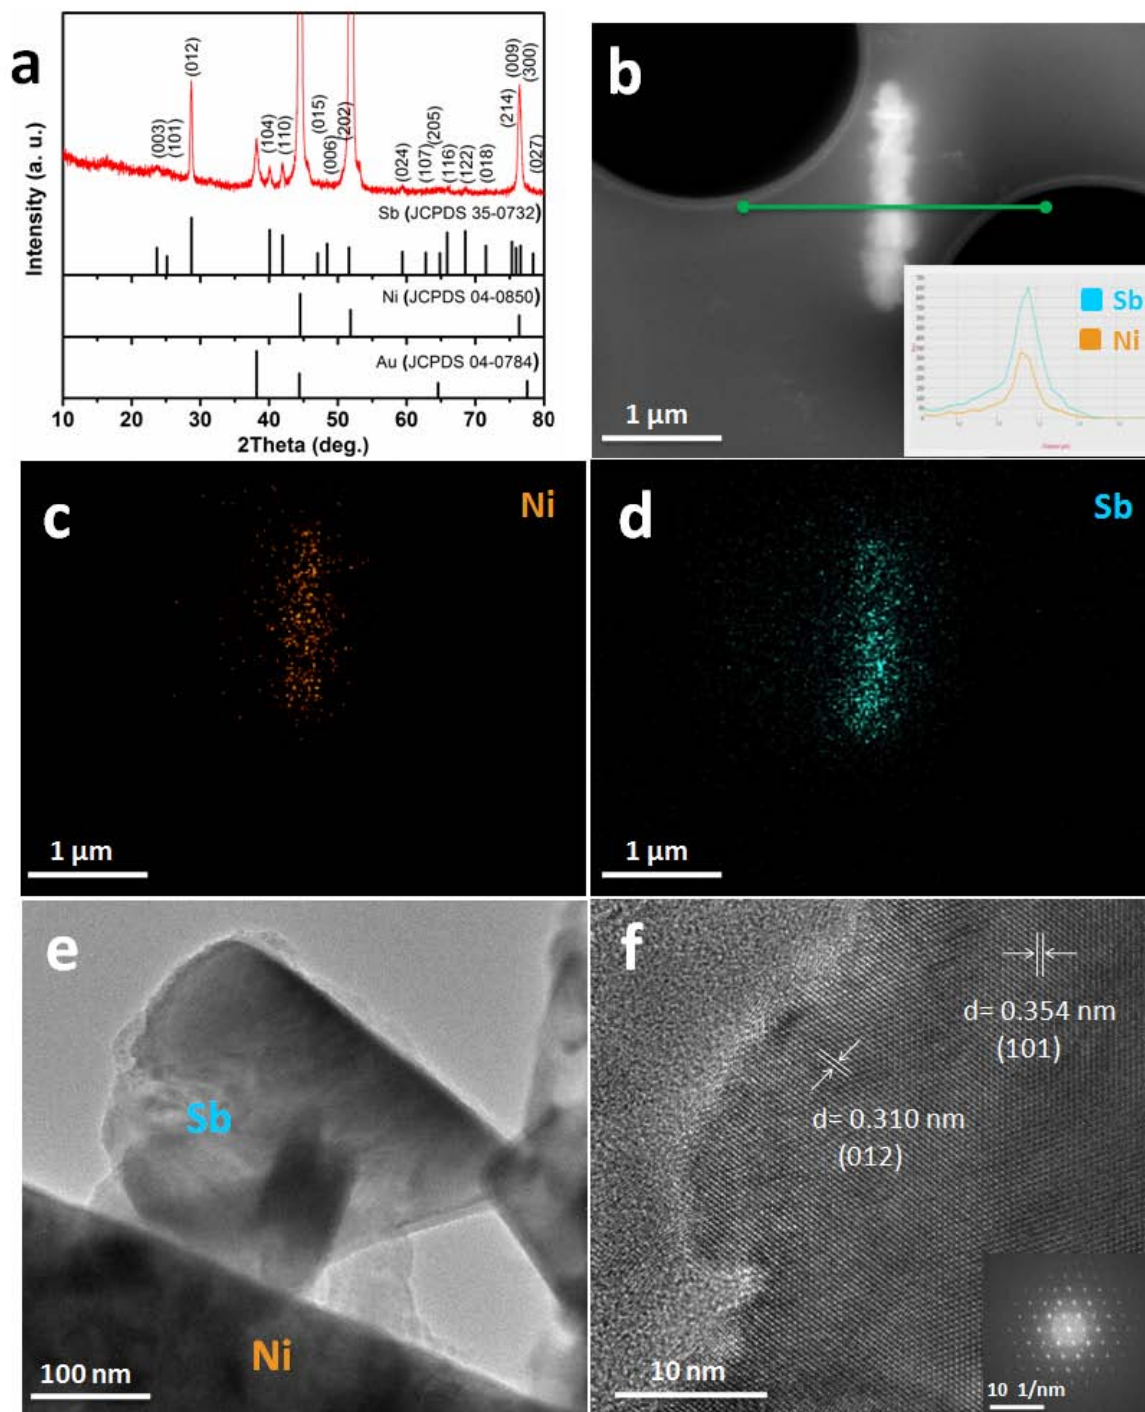 a
Intensity (a. u.)
(003)
(101)
(012)
(104)
(110)
(015)
(006)
(202)
(024)
(107)
(205)
(116)
(122)
(018)
(214)
(009)
(300)
(027)
Sb (JCPDS 35-0732)
Ni (JCPDS 04-0850)
Au (JCPDS 04-0784)
10 20 30 40 50 60 70 80
2Theta (deg.)
b
Sb
Ni
1 µm
c
Ni
1 µm
d
Sb
1 µm
e
Sb
Ni
100 nm
f
d= 0.354 nm
(101)
d= 0.310 nm
(012)
10 nm
10 1/nm